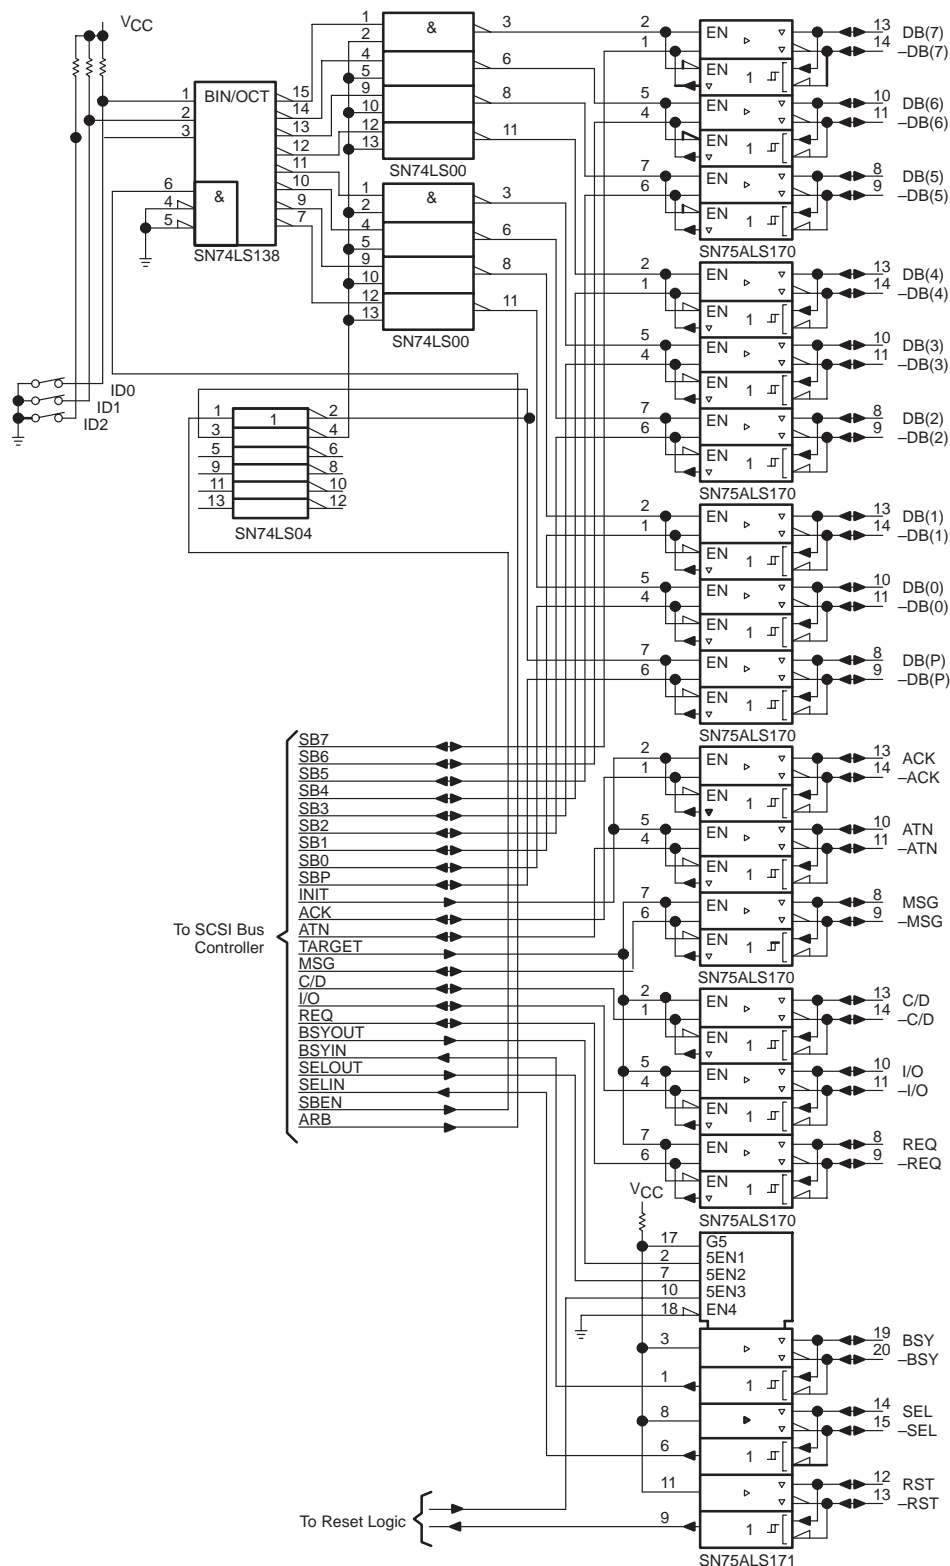 VCC
BIN/OCT
1
2
3
6
4
5
&
15
14
13
12
11
10
9
7
SN74LS138
1
2
4
5
9
10
12
13
&
3
6
8
11
SN74LS00
1
2
4
5
9
10
12
13
&
3
6
8
11
SN74LS00
ID0
ID1
ID2
1
3
5
9
11
13
1
2
4
6
8
10
12
SN74LS04
2
1
EN
EN
1
13
14
DB(7)
–DB(7)
5
4
EN
EN
1
10
11
DB(6)
–DB(6)
7
6
EN
EN
1
8
9
DB(5)
–DB(5)
SN75ALS170
2
1
EN
EN
1
13
14
DB(4)
–DB(4)
5
4
EN
EN
1
10
11
DB(3)
–DB(3)
7
6
EN
EN
1
8
9
DB(2)
–DB(2)
SN75ALS170
2
1
EN
EN
1
13
14
DB(1)
–DB(1)
5
4
EN
EN
1
10
11
DB(0)
–DB(0)
7
6
EN
EN
1
8
9
DB(P)
–DB(P)
SN75ALS170
To SCSI Bus
Controller
SB7
SB6
SB5
SB4
SB3
SB2
SB1
SB0
SBP
INIT
ACK
ATN
TARGET
MSG
C/D
I/O
REQ
BSYOUT
BSYIN
SELOUT
SELIN
SBEN
ARB
2
1
EN
EN
1
13
14
ACK
–ACK
5
4
EN
EN
1
10
11
ATN
–ATN
7
6
EN
EN
1
8
9
MSG
–MSG
SN75ALS170
2
1
EN
EN
1
13
14
C/D
–C/D
5
4
EN
EN
1
10
11
I/O
–I/O
7
6
EN
EN
1
8
9
REQ
–REQ
SN75ALS170
VCC
17
2
7
10
18
G5
5EN1
5EN2
5EN3
EN4
3
1
1
19
20
BSY
–BSY
8
6
1
14
15
SEL
–SEL
11
9
1
12
13
RST
–RST
SN75ALS171
To Reset Logic